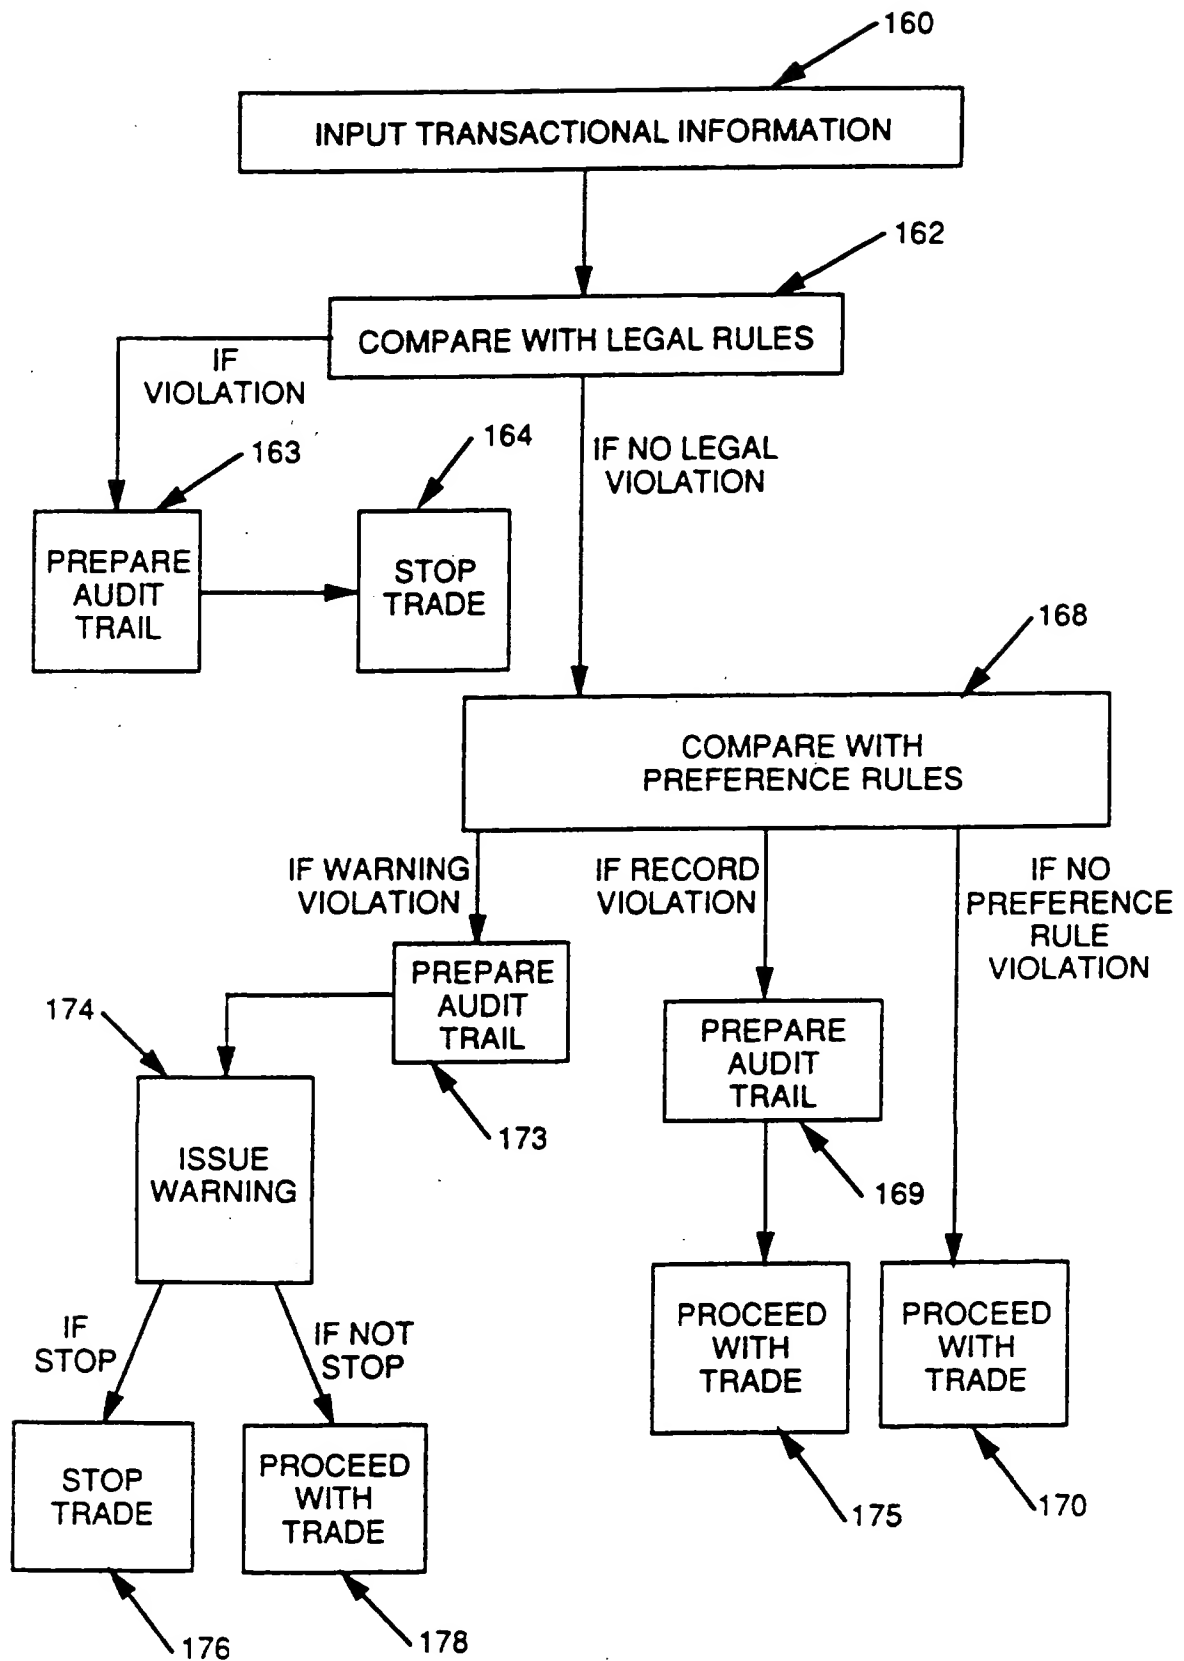 160
INPUT TRANSACTIONAL INFORMATION
162
COMPARE WITH LEGAL RULES
IF
VIOLATION
163
164
IF NO LEGAL
VIOLATION
PREPARE
AUDIT
TRAIL
STOP
TRADE
168
COMPARE WITH
PREFERENCE RULES
IF WARNING
VIOLATION
IF RECORD
VIOLATION
IF NO
PREFERENCE
RULE
VIOLATION
PREPARE
AUDIT
TRAIL
174
173
PREPARE
AUDIT
TRAIL
169
ISSUE
WARNING
IF
STOP
IF NOT
STOP
PROCEED
WITH
TRADE
PROCEED
WITH
TRADE
STOP
TRADE
PROCEED
WITH
TRADE
175
170
176
178